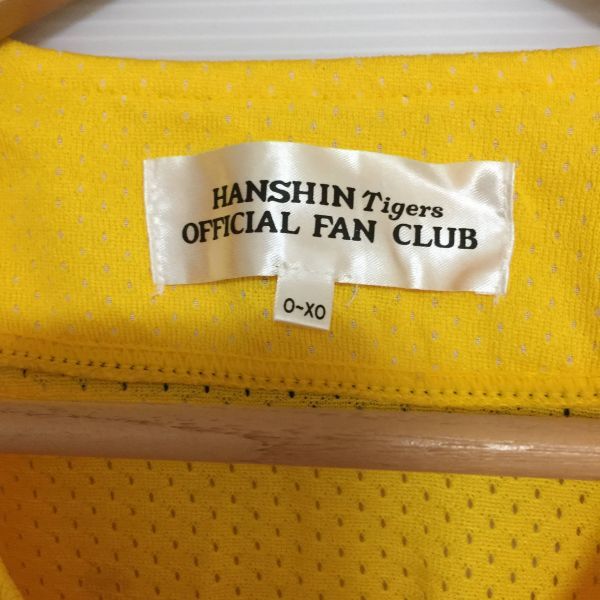 HANSHIN Tigers
OFFICIAL FAN CLUB
O~XO